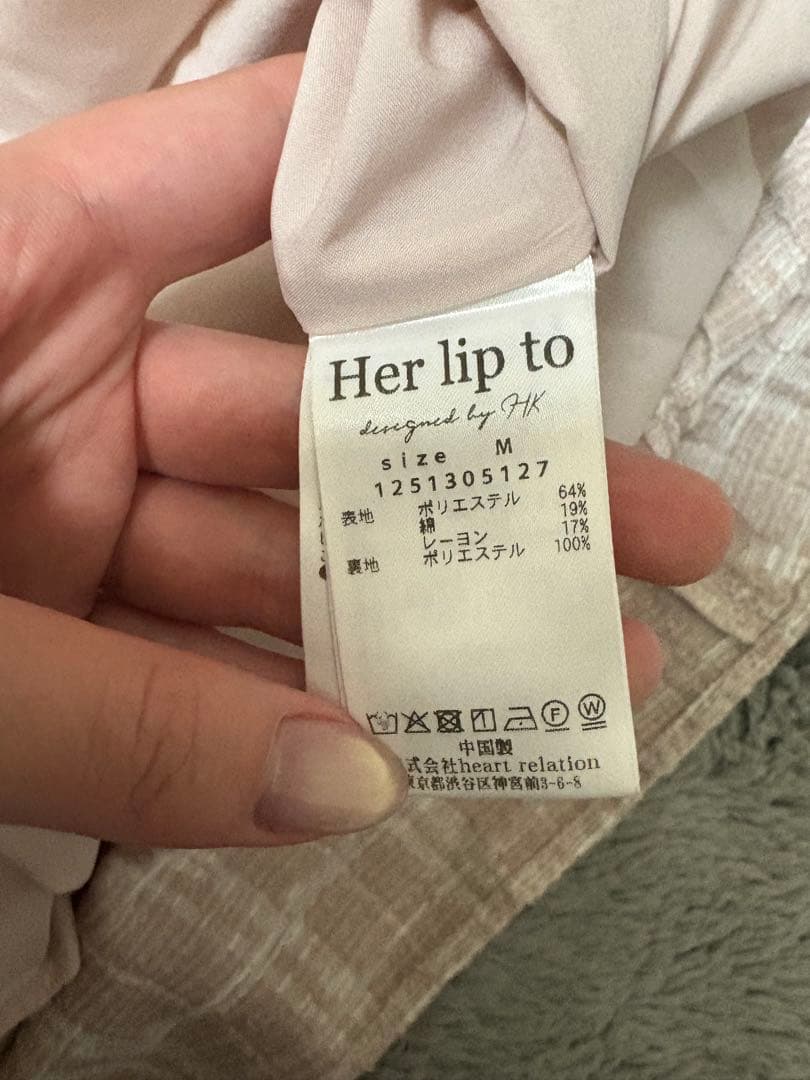 Her lip to
designed by HK
size M
1251305127
表地 ポリエステル 64%
綿 19%
レーヨン 17%
裏地 ポリエステル 100%
F W
中国製
式会社heart relation
京都渋谷区神宮前3-6-8